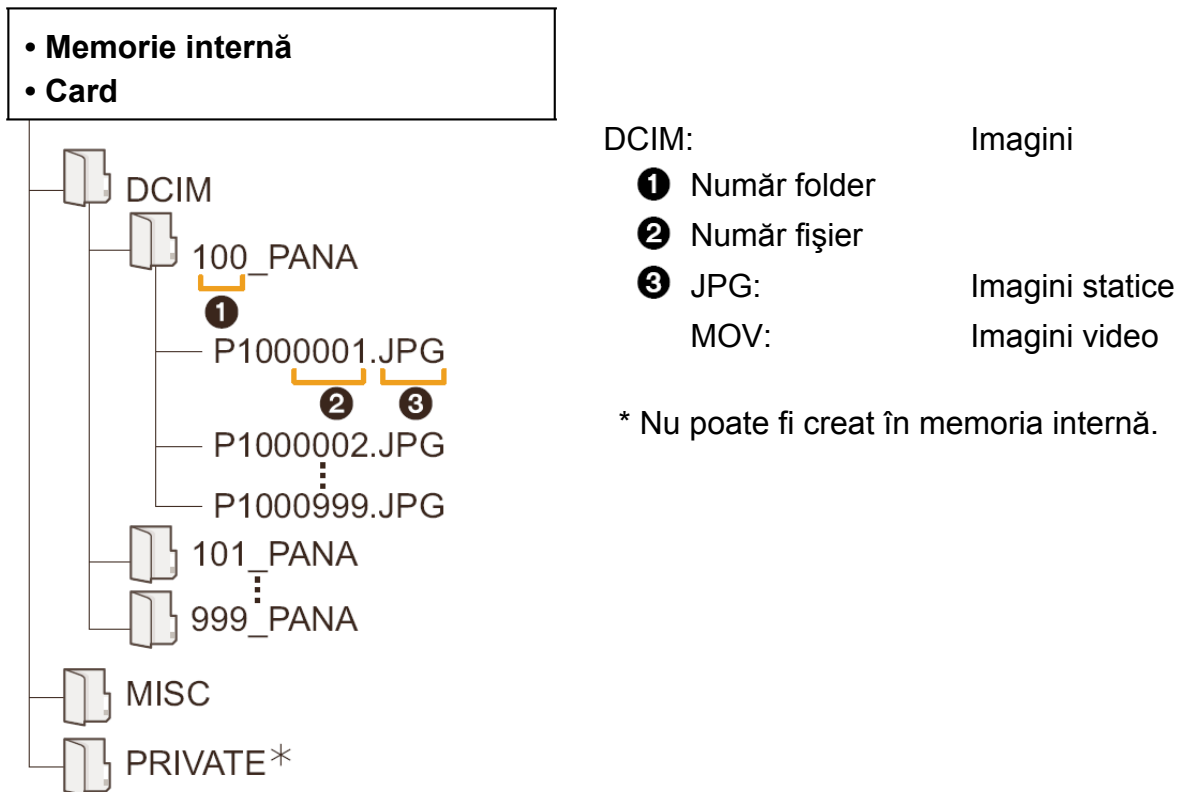 • Memorie internă
• Card
DCIM
100_PANA
❶
P1000001.JPG
❷ ❸
P1000002.JPG
P1000999.JPG
101_PANA
999_PANA
MISC
PRIVATE*
DCIM: Imagini
❶ Număr folder
❷ Număr fişier
❸ JPG: Imagini statice
MOV: Imagini video
* Nu poate fi creat în memoria internă.